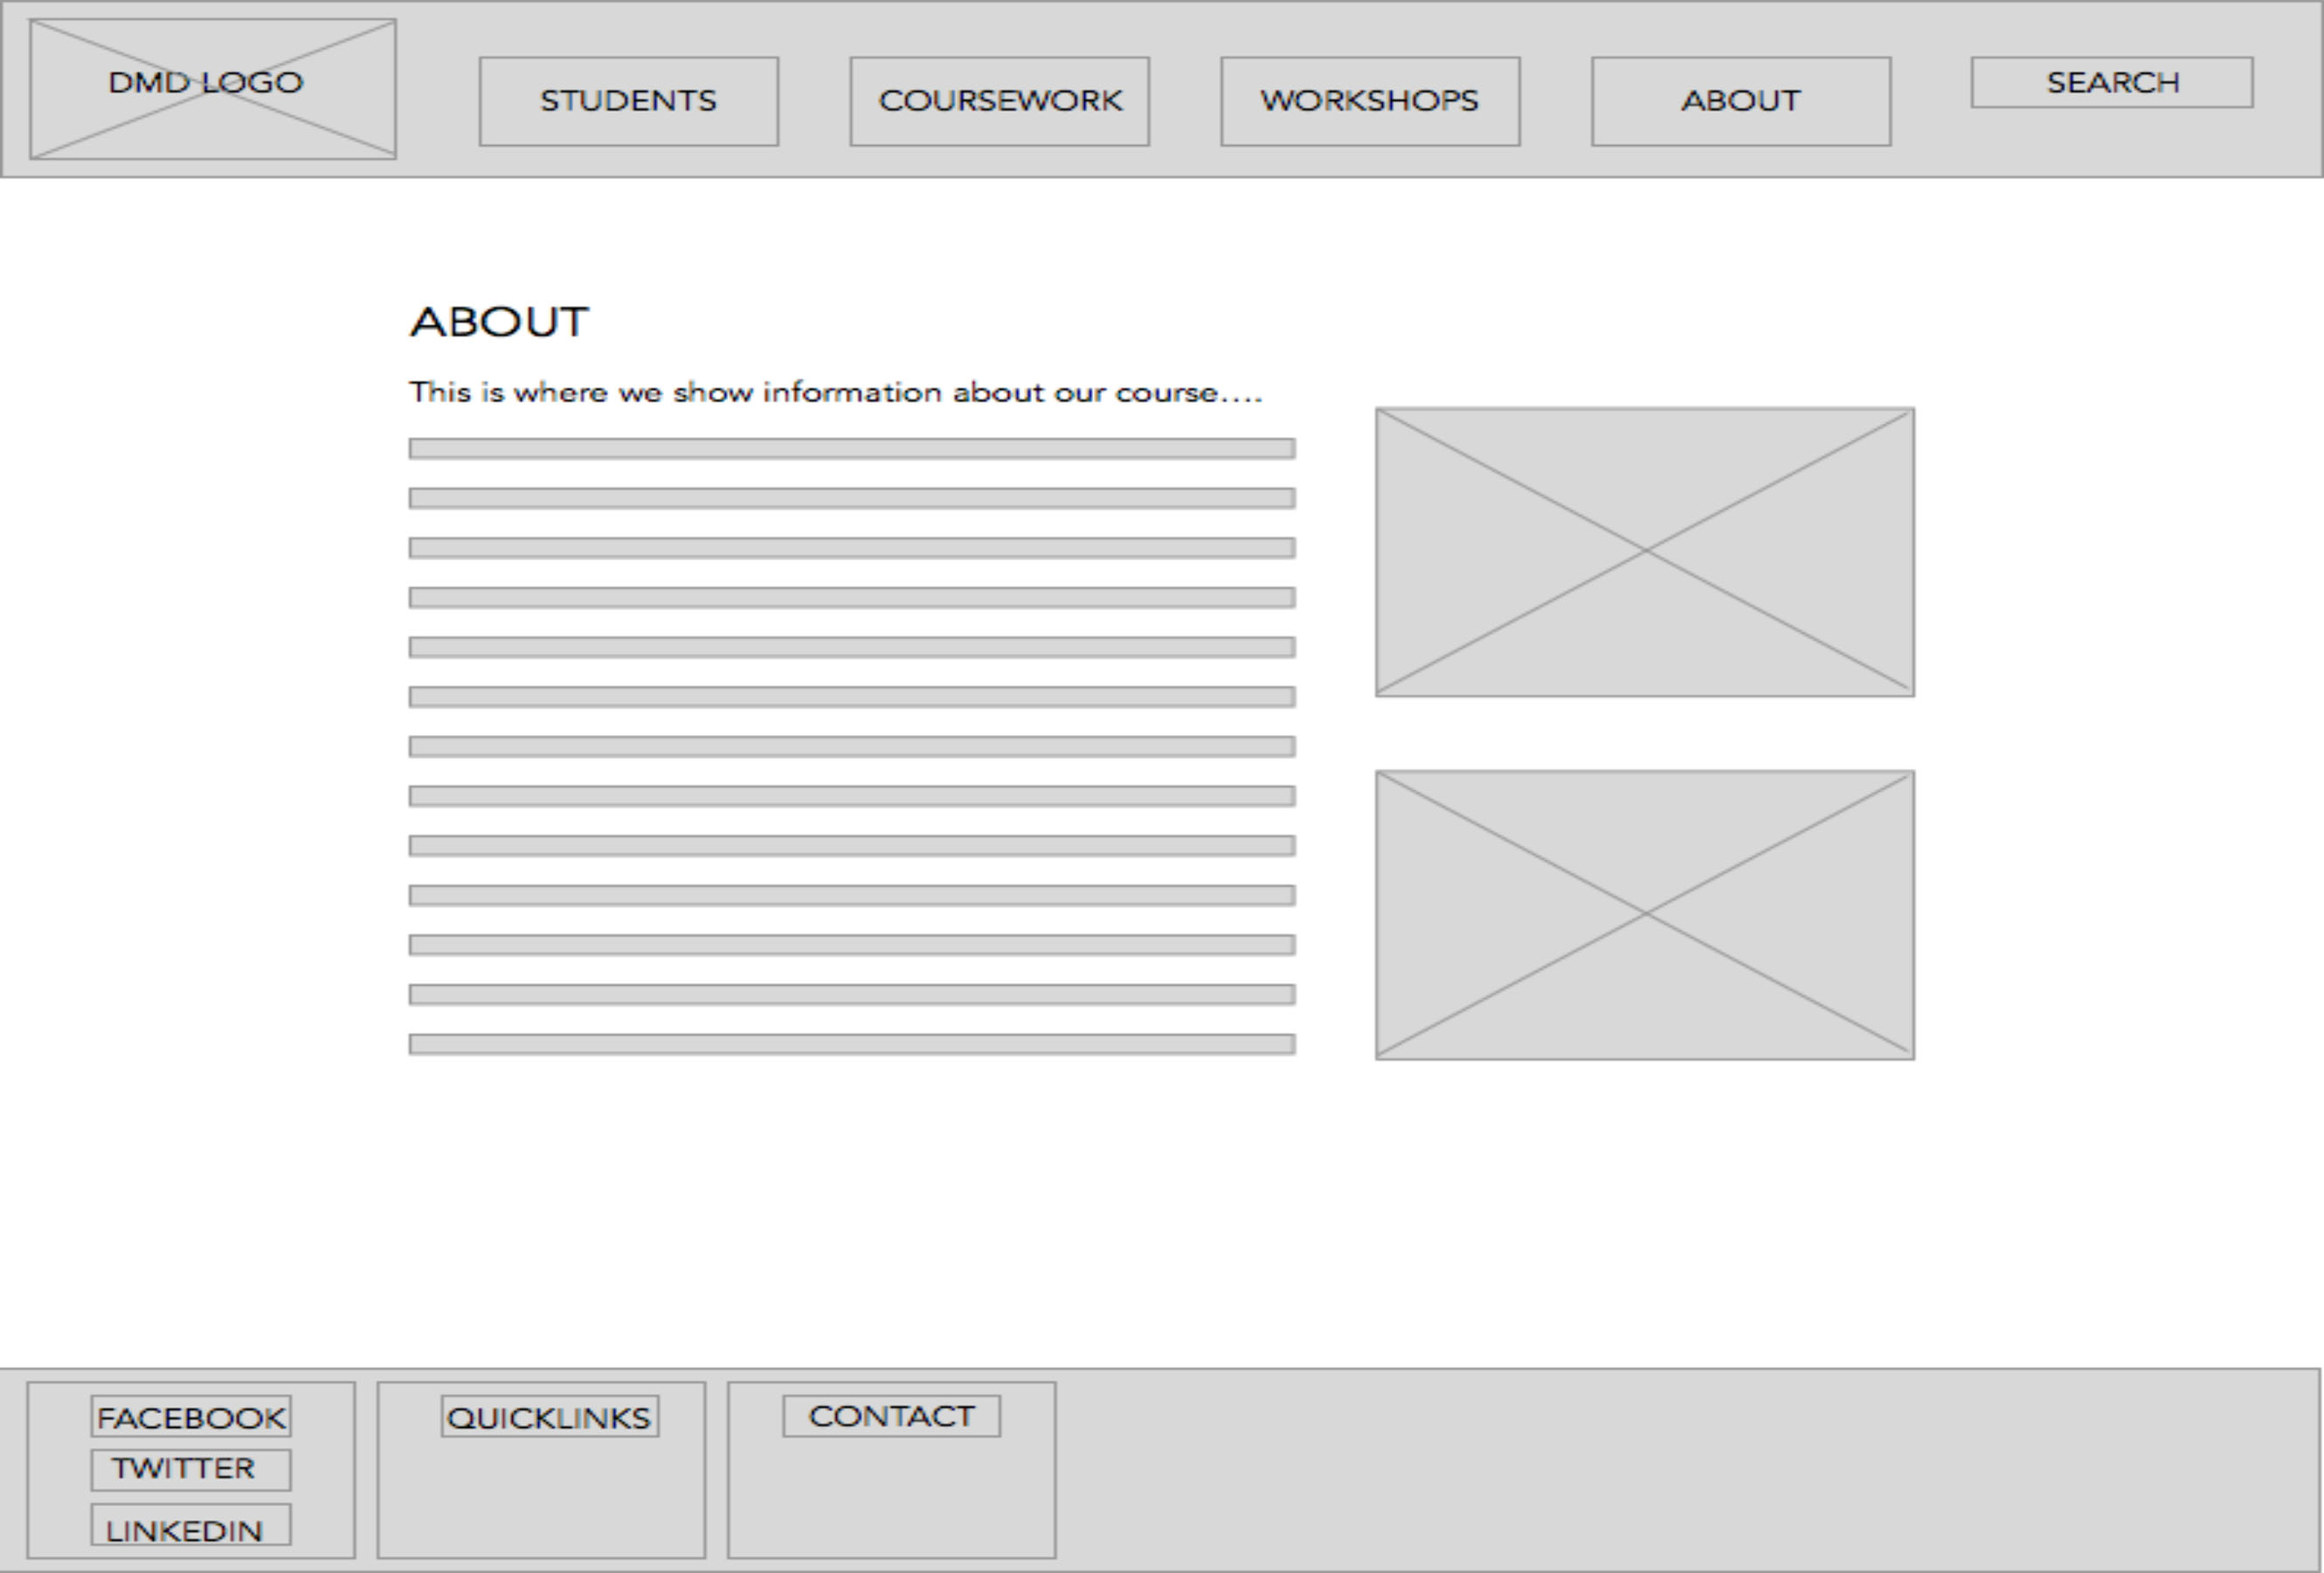 DMD LOGO
STUDENTS
COURSEWORK
WORKSHOPS
ABOUT
SEARCH
ABOUT
This is where we show information about our course....
FACEBOOK
TWITTER
LINKEDIN
QUICKLINKS
CONTACT